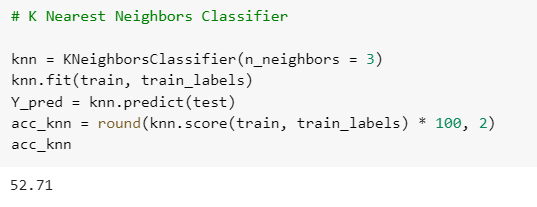 # K Nearest Neighbors Classifier
knn = KNeighborsClassifier(n_neighbors = 3)
knn.fit(train, train_labels)
Y_pred = knn.predict(test)
acc_knn = round(knn.score(train, train_labels) * 100, 2)
acc_knn
52.71